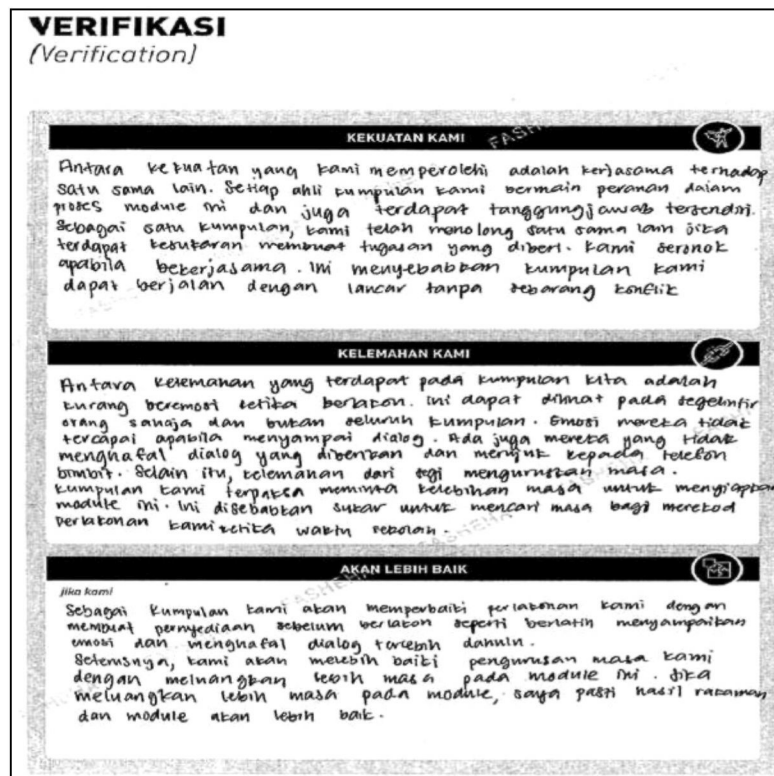 VERIFIKASI
(Verification)
KEKUATAN KAMI
Antara kekuatan yang kami memperolehi adalah kerjasama terhadap
satu sama lain. Setiap ahli kumpulan kami bermain peranan dalam
proses module ini dan juga terdapat tanggungjawab tersendiri.
Sebagai satu kumpulan, kami telah menolong satu sama lain jika
terdapat kesukaran membuat tugasan yang diberi. Kami seronok
apabila bekerjasama. Ini menyebabkan kumpulan kami
dapat berjalan dengan lancar tanpa sebarang konflik
KELEMAHAN KAMI
Antara kelemahan yang terdapat pada kumpulan kita adalah
kurang beremosi ketika berlakon. Ini dapat dilihat pada segelintir
orang sahaja dan bukan seluruh kumpulan. Emosi mereka tidak
tercapai apabila menyampai dialog. Ada juga mereka yang tidak
menghafal dialog yang diberikan dan merujuk kepada telefon
bimbit. Selain itu, kelemahan dari segi menguruskan masa.
Kumpulan kami terpaksa meminta kelebihan masa untuk menyiapkan
module ini. Ini disebabkan sukar untuk mencari masa bagi merekod
perlakonan kami ketika waktu sekolah.
AKAN LEBIH BAIK
jika kami
Sebagai kumpulan kami akan memperbaiki perlakonan kami dengan
membuat pernyediaan sebelum berlakon seperti berlatih menyampaikan
emosi dan menghafal dialog terlebih dahulu.
Seterusnya, kami akan melebih baiki pengurusan masa kami
dengan meluangkan lebih masa pada module ini. Jika
meluangkan lebih masa pada module, saya pasti hasil rakaman
dan module akan lebih baik.
FASHEHA